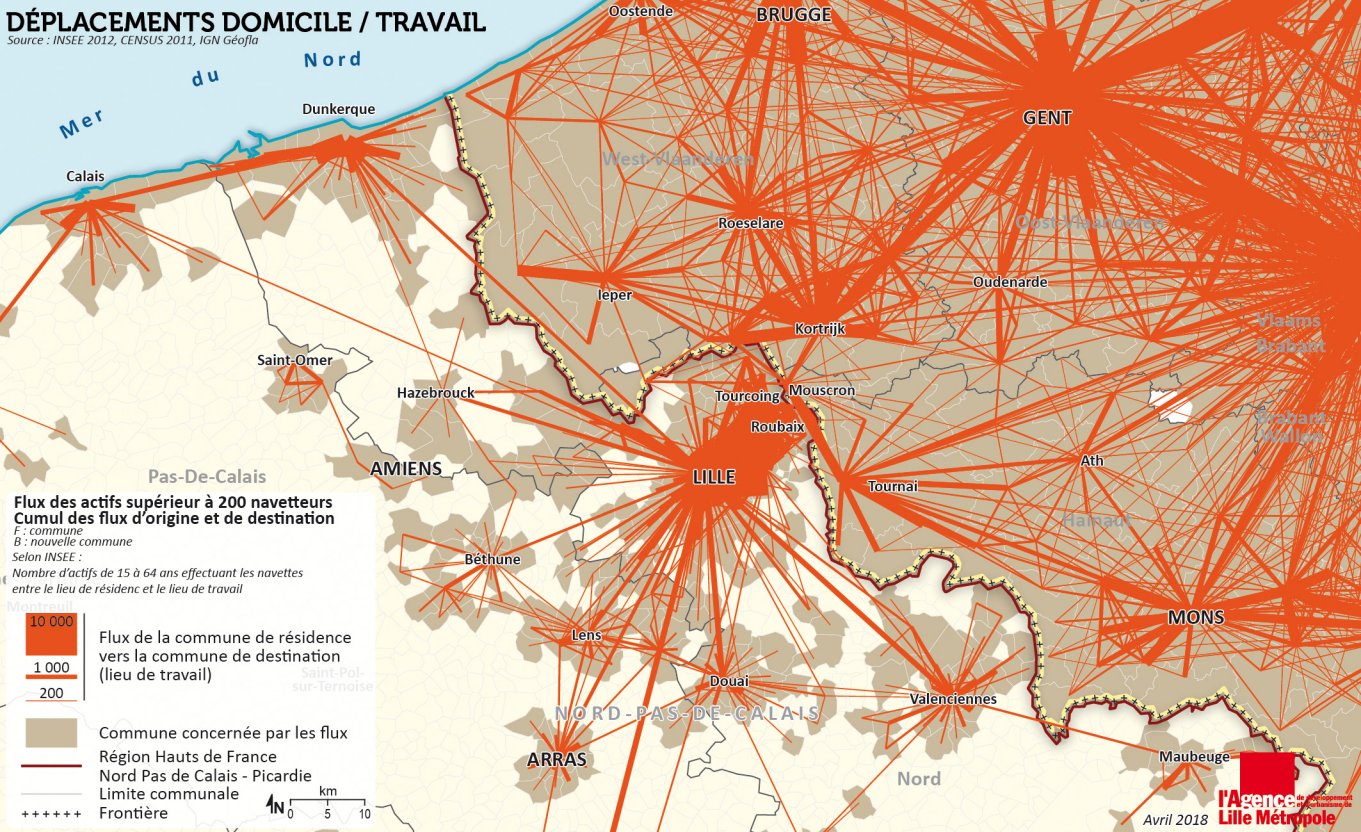 DÉPLACEMENTS DOMICILE / TRAVAIL
Source : INSEE 2012, CENSUS 2011, IGN Géofla
Mer du Nord
Oostende
BRUGGE
Dunkerque
GENT
Calais
West-Vlaanderen
Roeselare
Oost-Vlaanderen
Oudenarde
Ieper
Kortrijk
Vlaams
Brabant
Saint-Omer
Hazebrouck
Tourcoing
Mouscron
Roubaix
Brabant
Wallon
Ath
AMIENS
LILLE
Tournai
Pas-De-Calais
Hainaut
Béthune
MONS
Montreuil
Lens
Saint-Pol-
sur-Ternoise
Douai
Valenciennes
NORD-PAS-DE-CALAIS
ARRAS
Maubeuge
Nord
Flux des actifs supérieur à 200 navetteurs
Cumul des flux d'origine et de destination
F : commune
B : nouvelle commune
Selon INSEE :
Nombre d'actifs de 15 à 64 ans effectuant les navettes
entre le lieu de résidenc et le lieu de travail
10 000
1 000
200
Flux de la commune de résidence
vers la commune de destination
(lieu de travail)
Commune concernée par les flux
Région Hauts de France
Nord Pas de Calais - Picardie
Limite communale
Frontière
N
km
0 5 10
Avril 2018
l'Agence
de développement
et d'urbanisme de
Lille Métropole